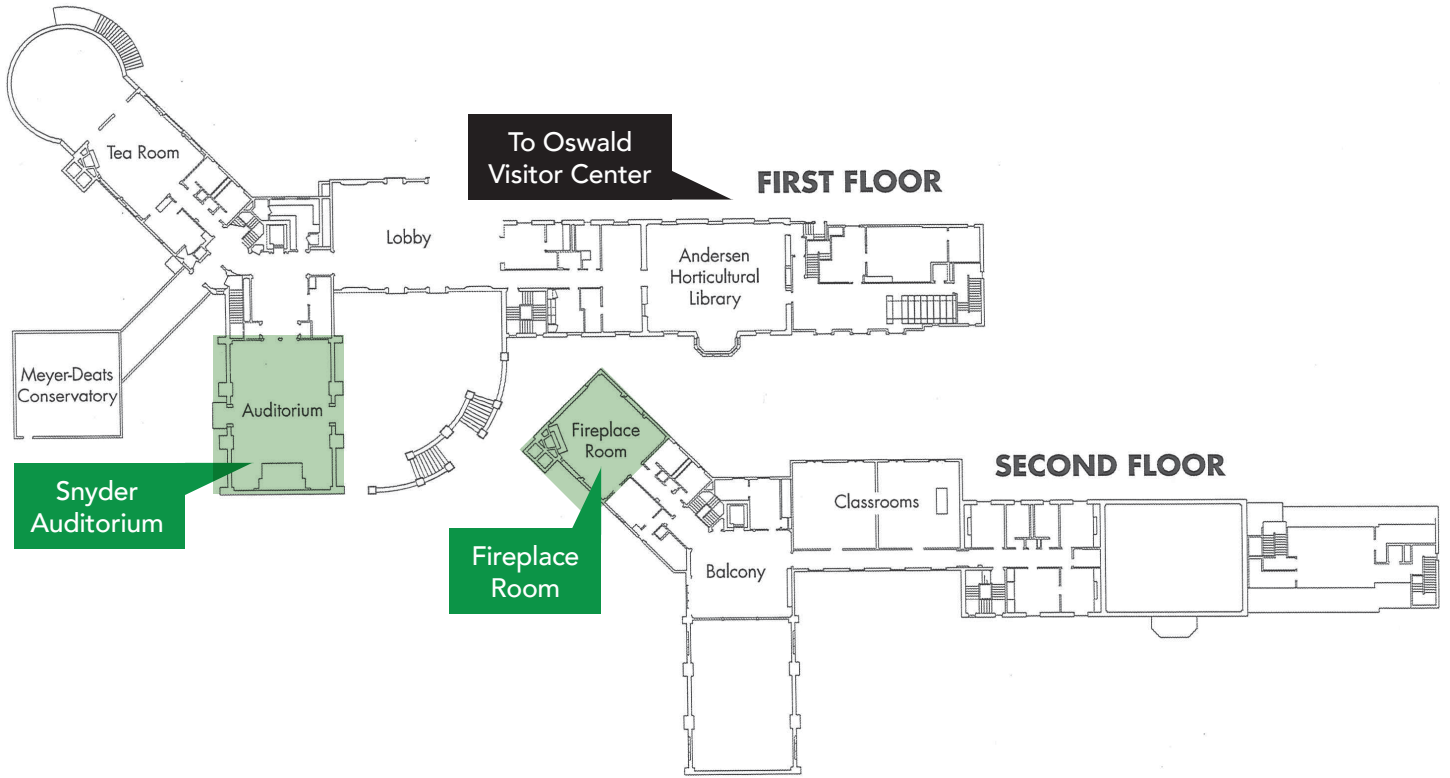 To Oswald
Visitor Center
FIRST FLOOR
Tea Room
Lobby
Andersen
Horticultural
Library
Meyer-Deats
Conservatory
Auditorium
Snyder
Auditorium
Fireplace
Room
SECOND FLOOR
Classrooms
Fireplace
Room
Balcony